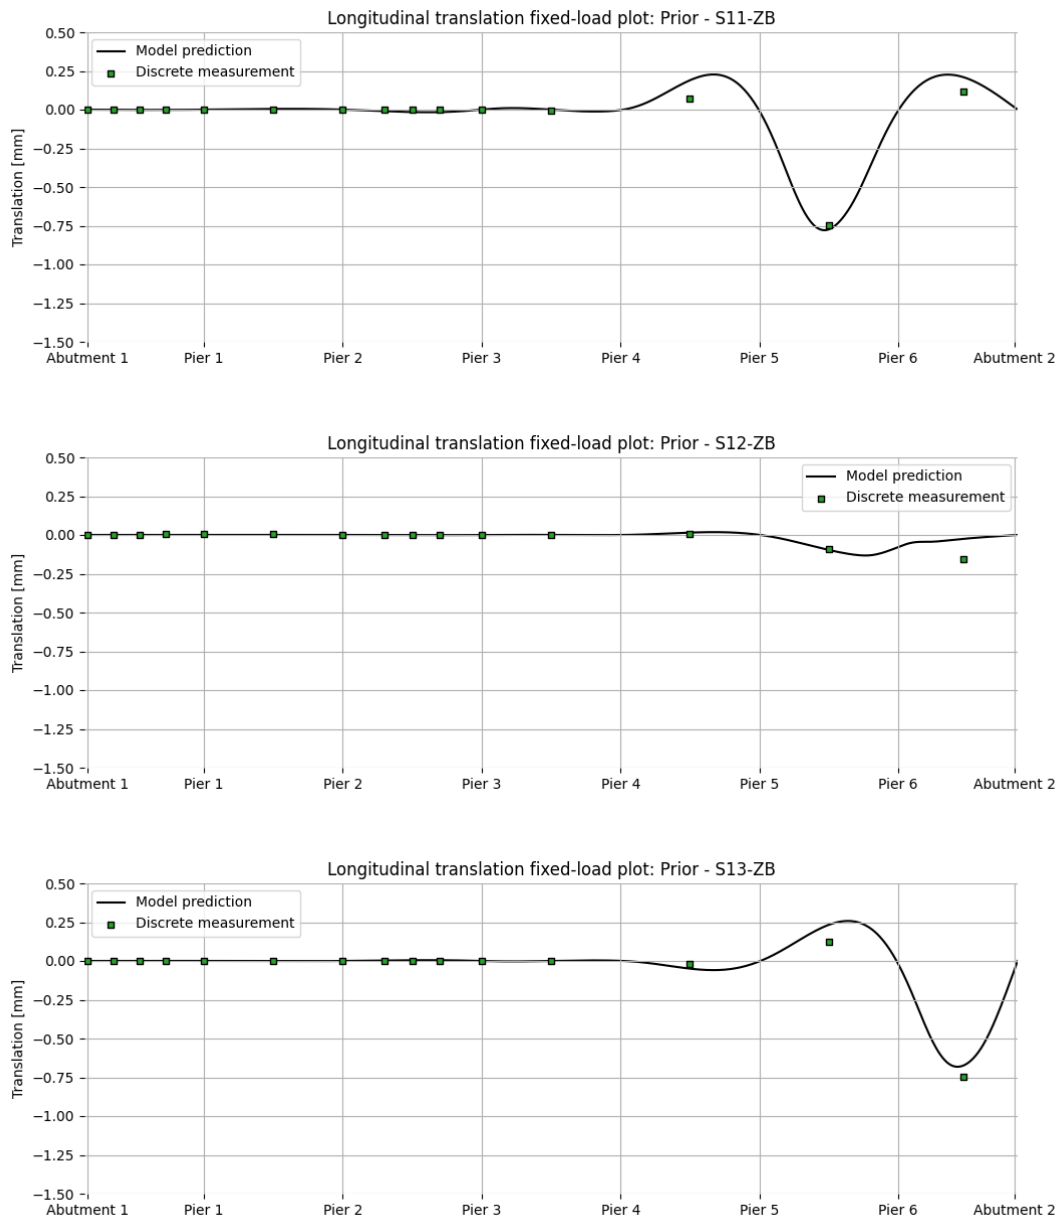 Longitudinal translation fixed-load plot: Prior - S11-ZB
Model prediction
Discrete measurement
Translation [mm]
0.50
0.25
0.00
−0.25
−0.50
−0.75
−1.00
−1.25
−1.50
Abutment 1 Pier 1 Pier 2 Pier 3 Pier 4 Pier 5 Pier 6 Abutment 2
Longitudinal translation fixed-load plot: Prior - S12-ZB
Model prediction
Discrete measurement
Translation [mm]
0.50
0.25
0.00
−0.25
−0.50
−0.75
−1.00
−1.25
−1.50
Abutment 1 Pier 1 Pier 2 Pier 3 Pier 4 Pier 5 Pier 6 Abutment 2
Longitudinal translation fixed-load plot: Prior - S13-ZB
Model prediction
Discrete measurement
Translation [mm]
0.50
0.25
0.00
−0.25
−0.50
−0.75
−1.00
−1.25
−1.50
Abutment 1 Pier 1 Pier 2 Pier 3 Pier 4 Pier 5 Pier 6 Abutment 2